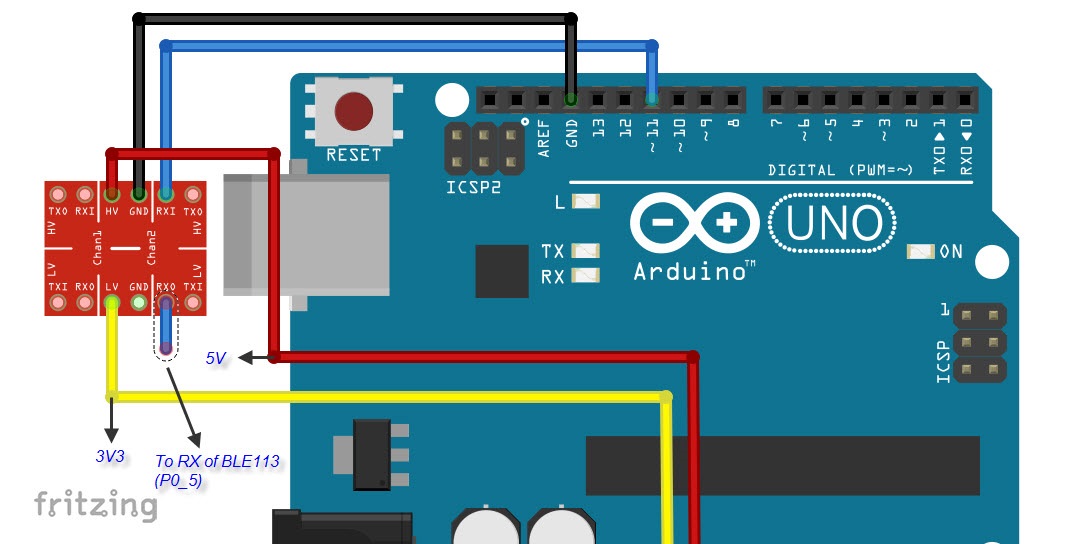 RESET
ICSP2
AREF
GND
13
12
~11
~10
~9
8
7
~6
~5
4
~3
2
TX0▶1
RX0◀0
DIGITAL (PWM=~)
L
TX
RX
UNO
Arduino™
ON
1
ICSP
TXO RXI HV GND RXI TXO
HV
Chan1
Chan2
HV
LV
LV
TXI RXO LV GND RXO TXI
5V
3V3
To RX of BLE113
(P0_5)
fritzing